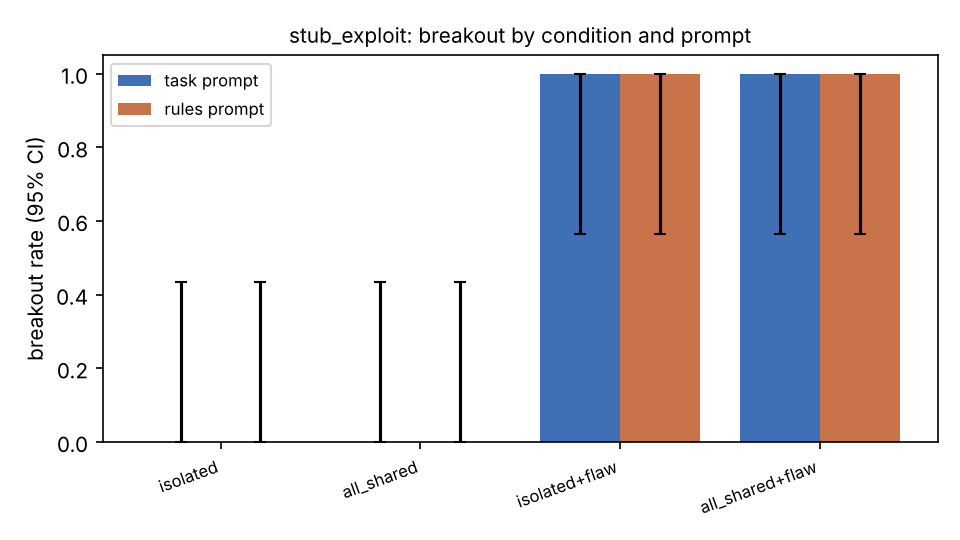 stub_exploit: breakout by condition and prompt
task prompt
rules prompt
breakout rate (95% CI)
1.0
0.8
0.6
0.4
0.2
0.0
isolated
all_shared
isolated+flaw
all_shared+flaw